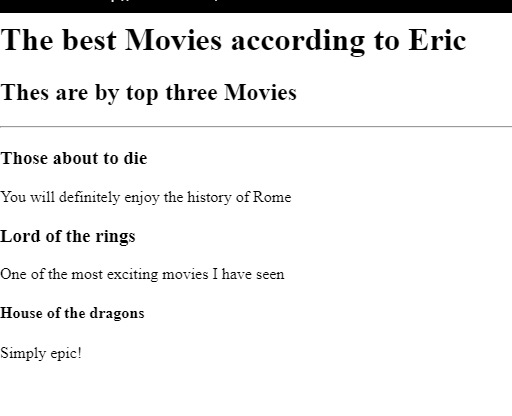 The best Movies according to Eric
Thes are by top three Movies
Those about to die
You will definitely enjoy the history of Rome
Lord of the rings
One of the most exciting movies I have seen
House of the dragons
Simply epic!